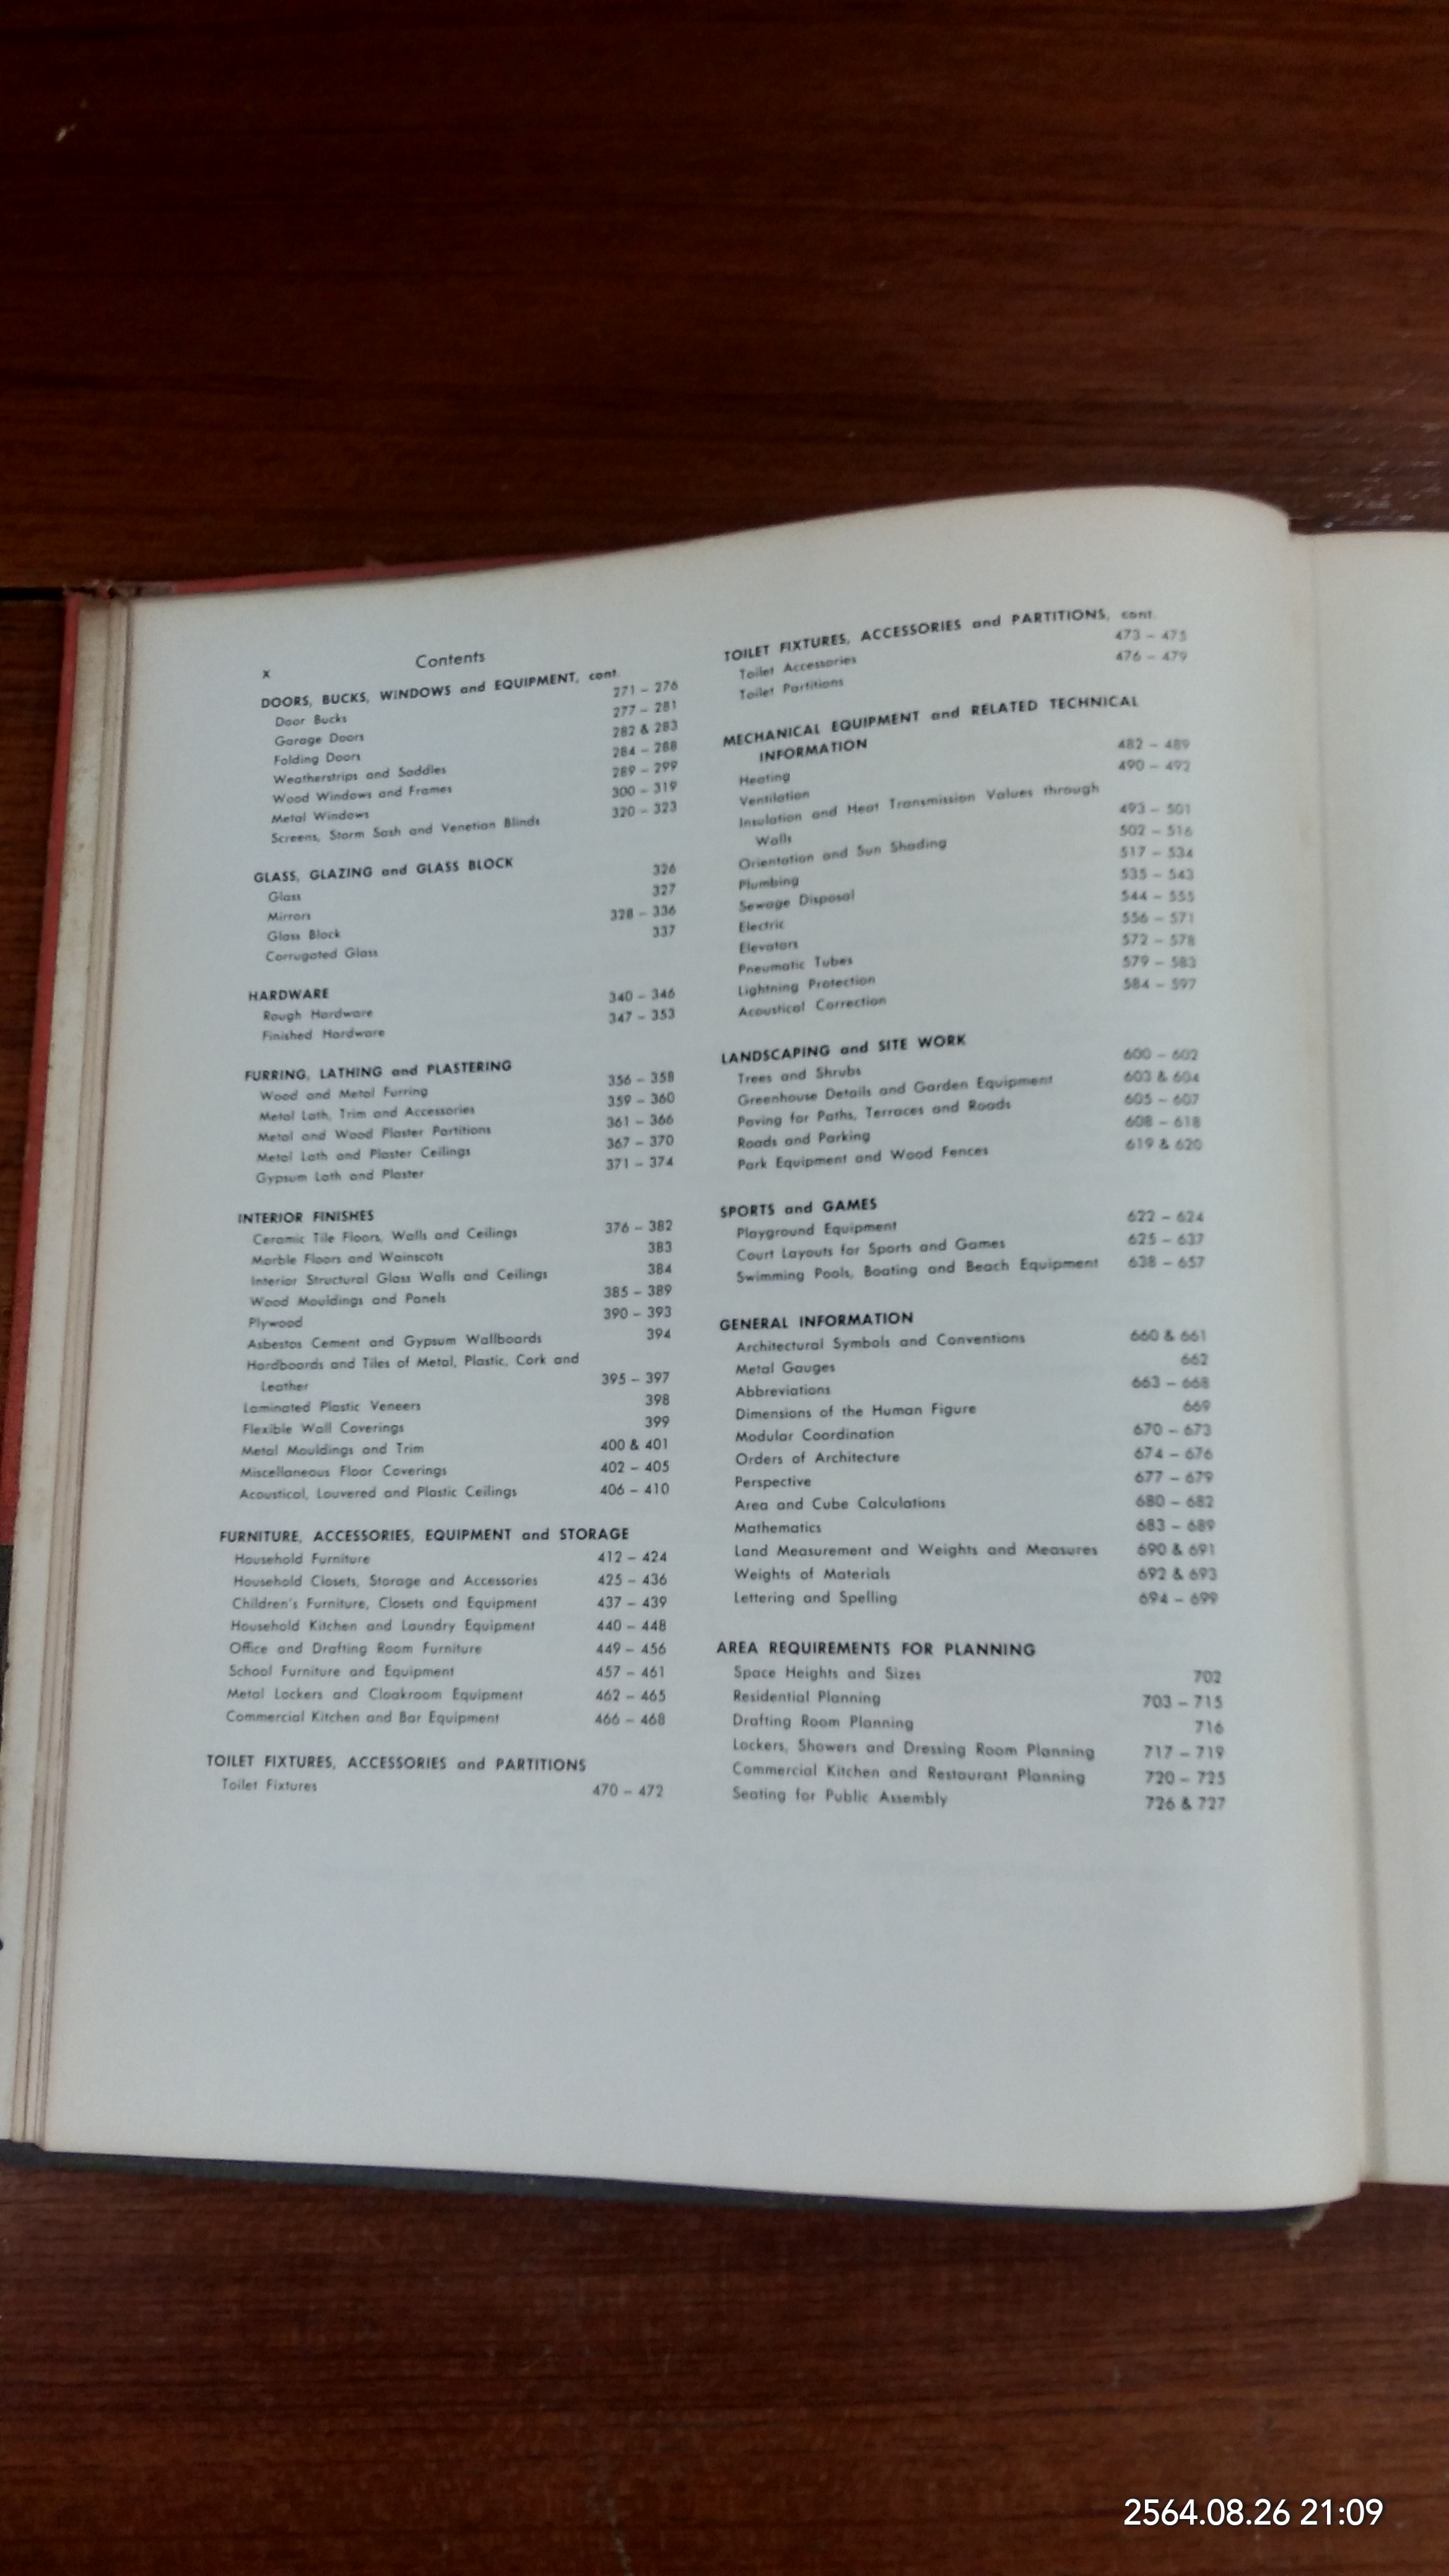 x
Contents
DOORS, BUCKS, WINDOWS and EQUIPMENT, cont.
Door Bucks 271 – 276
Garage Doors 277 – 281
Folding Doors 282 & 283
Weatherstrips and Saddles 284 – 288
Wood Windows and Frames 289 – 299
Metal Windows 300 – 319
Screens, Storm Sash and Venetian Blinds 320 – 323
GLASS, GLAZING and GLASS BLOCK
Glass 326
Mirrors 327
Glass Block 328 – 336
Corrugated Glass 337
HARDWARE
Rough Hardware 340 – 346
Finished Hardware 347 – 353
FURRING, LATHING and PLASTERING
Wood and Metal Furring 356 – 358
Metal Lath, Trim and Accessories 359 – 360
Metal and Wood Plaster Partitions 361 – 366
Metal Lath and Plaster Ceilings 367 – 370
Gypsum Lath and Plaster 371 – 374
INTERIOR FINISHES
Ceramic Tile Floors, Walls and Ceilings 376 – 382
Marble Floors and Wainscots 383
Interior Structural Glass Walls and Ceilings 384
Wood Mouldings and Panels 385 – 389
Plywood 390 – 393
Asbestos Cement and Gypsum Wallboards 394
Hardboards and Tiles of Metal, Plastic, Cork and
Leather 395 – 397
Laminated Plastic Veneers 398
Flexible Wall Coverings 399
Metal Mouldings and Trim 400 & 401
Miscellaneous Floor Coverings 402 – 405
Acoustical, Louvered and Plastic Ceilings 406 – 410
FURNITURE, ACCESSORIES, EQUIPMENT and STORAGE
Household Furniture 412 – 424
Household Closets, Storage and Accessories 425 – 436
Children's Furniture, Closets and Equipment 437 – 439
Household Kitchen and Laundry Equipment 440 – 448
Office and Drafting Room Furniture 449 – 456
School Furniture and Equipment 457 – 461
Metal Lockers and Cloakroom Equipment 462 – 465
Commercial Kitchen and Bar Equipment 466 – 468
TOILET FIXTURES, ACCESSORIES and PARTITIONS
Toilet Fixtures 470 – 472
TOILET FIXTURES, ACCESSORIES and PARTITIONS, cont.
Toilet Accessories 473 – 475
Toilet Partitions 476 – 479
MECHANICAL EQUIPMENT and RELATED TECHNICAL
INFORMATION
Heating 482 – 489
Ventilation 490 – 492
Insulation and Heat Transmission Values through
Walls 493 – 501
Orientation and Sun Shading 502 – 516
Plumbing 517 – 534
Sewage Disposal 535 – 543
Electric 544 – 555
Elevators 556 – 571
Pneumatic Tubes 572 – 578
Lightning Protection 579 – 583
Acoustical Correction 584 – 597
LANDSCAPING and SITE WORK
Trees and Shrubs 600 – 602
Greenhouse Details and Garden Equipment 603 & 604
Paving for Paths, Terraces and Roads 605 – 607
Roads and Parking 608 – 618
Park Equipment and Wood Fences 619 & 620
SPORTS and GAMES
Playground Equipment 622 – 624
Court Layouts for Sports and Games 625 – 637
Swimming Pools, Boating and Beach Equipment 638 – 657
GENERAL INFORMATION
Architectural Symbols and Conventions 660 & 661
Metal Gauges 662
Abbreviations 663 – 668
Dimensions of the Human Figure 669
Modular Coordination 670 – 673
Orders of Architecture 674 – 676
Perspective 677 – 679
Area and Cube Calculations 680 – 682
Mathematics 683 – 689
Land Measurement and Weights and Measures 690 & 691
Weights of Materials 692 & 693
Lettering and Spelling 694 – 699
AREA REQUIREMENTS FOR PLANNING
Space Heights and Sizes 702
Residential Planning 703 – 715
Drafting Room Planning 716
Lockers, Showers and Dressing Room Planning 717 – 719
Commercial Kitchen and Restaurant Planning 720 – 725
Seating for Public Assembly 726 & 727
2564.08.26 21:09